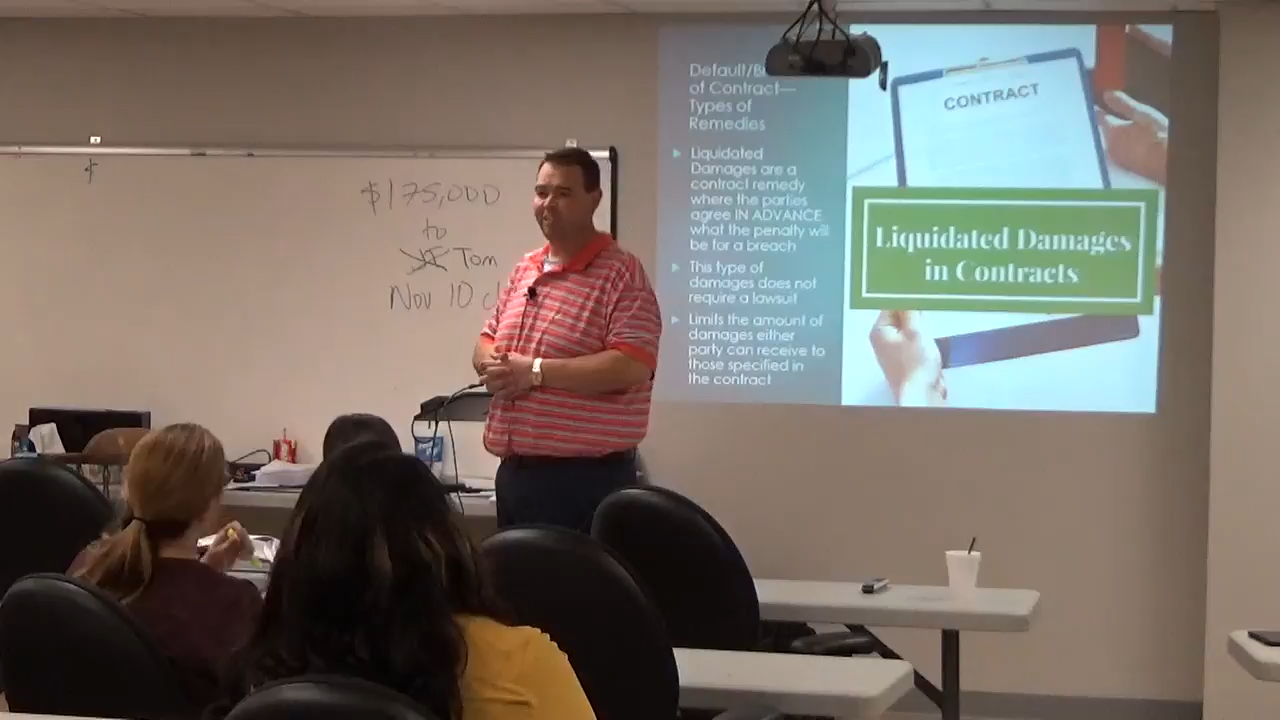 $175,000
to
Tom
Nov 10
Default/B
of Contract—
Types of
Remedies
Liquidated
Damages are a
contract remedy
where the parties
agree IN ADVANCE
what the penalty will
be for a breach
This type of
damages does not
require a lawsuit
Limits the amount of
damages either
party can receive to
those specified in
the contract
CONTRACT
Liquidated Damages
in Contracts